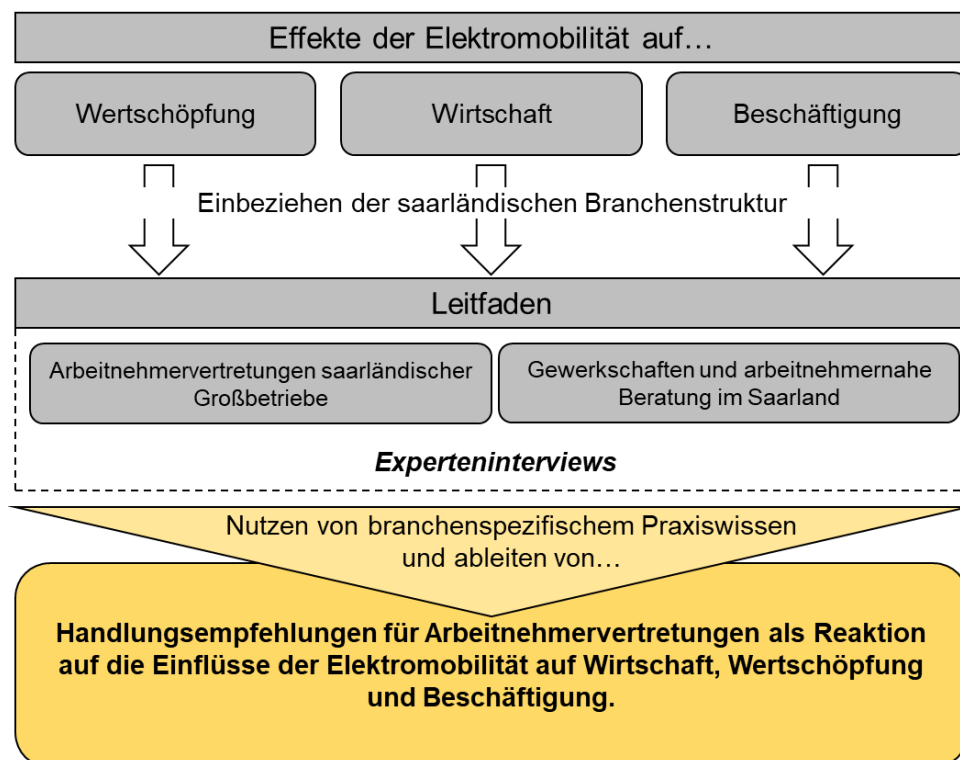 Effekte der Elektromobilität auf…
Wertschöpfung
Wirtschaft
Beschäftigung
Einbeziehen der saarländischen Branchenstruktur
Leitfaden
Arbeitnehmervertretungen saarländischer
Großbetriebe
Gewerkschaften und arbeitnehmernahe
Beratung im Saarland
Experteninterviews
Nutzen von branchenspezifischem Praxiswissen
und ableiten von…
Handlungsempfehlungen für Arbeitnehmervertretungen als Reaktion
auf die Einflüsse der Elektromobilität auf Wirtschaft, Wertschöpfung
und Beschäftigung.